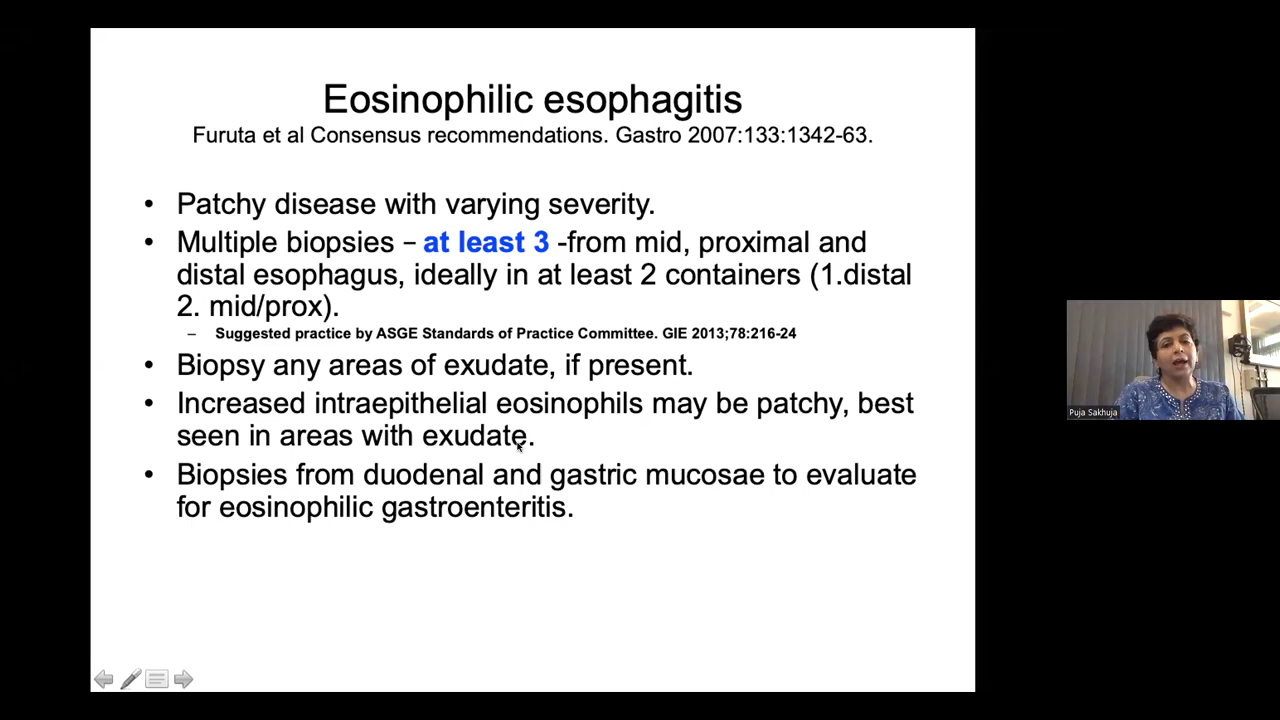 Eosinophilic esophagitis
Furuta et al Consensus recommendations. Gastro 2007:133:1342-63.
• Patchy disease with varying severity.
• Multiple biopsies – at least 3 -from mid, proximal and
distal esophagus, ideally in at least 2 containers (1.distal
2. mid/prox).
– Suggested practice by ASGE Standards of Practice Committee. GIE 2013;78:216-24
• Biopsy any areas of exudate, if present.
• Increased intraepithelial eosinophils may be patchy, best
seen in areas with exudate.
• Biopsies from duodenal and gastric mucosae to evaluate
for eosinophilic gastroenteritis.
Puja Sakhuja